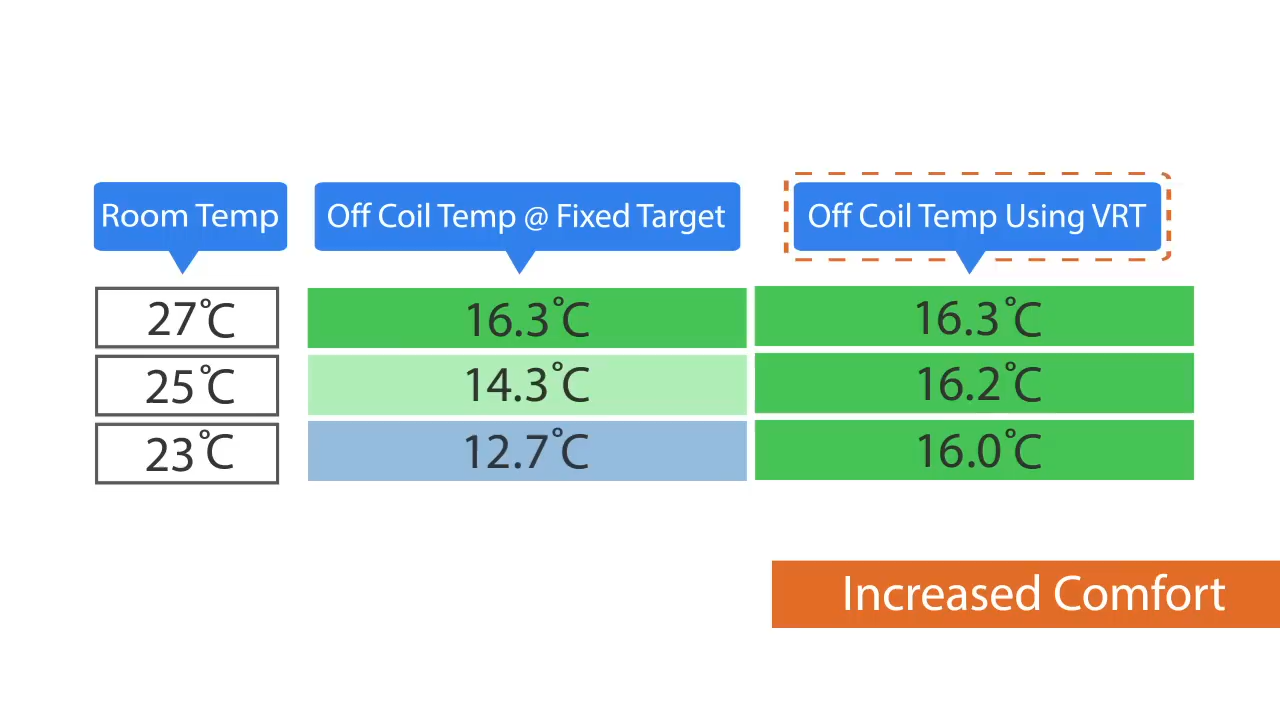 Room Temp Off Coil Temp @ Fixed Target Off Coil Temp Using VRT
27°C 16.3°C 16.3°C
25°C 14.3°C 16.2°C
23°C 12.7°C 16.0°C
Increased Comfort